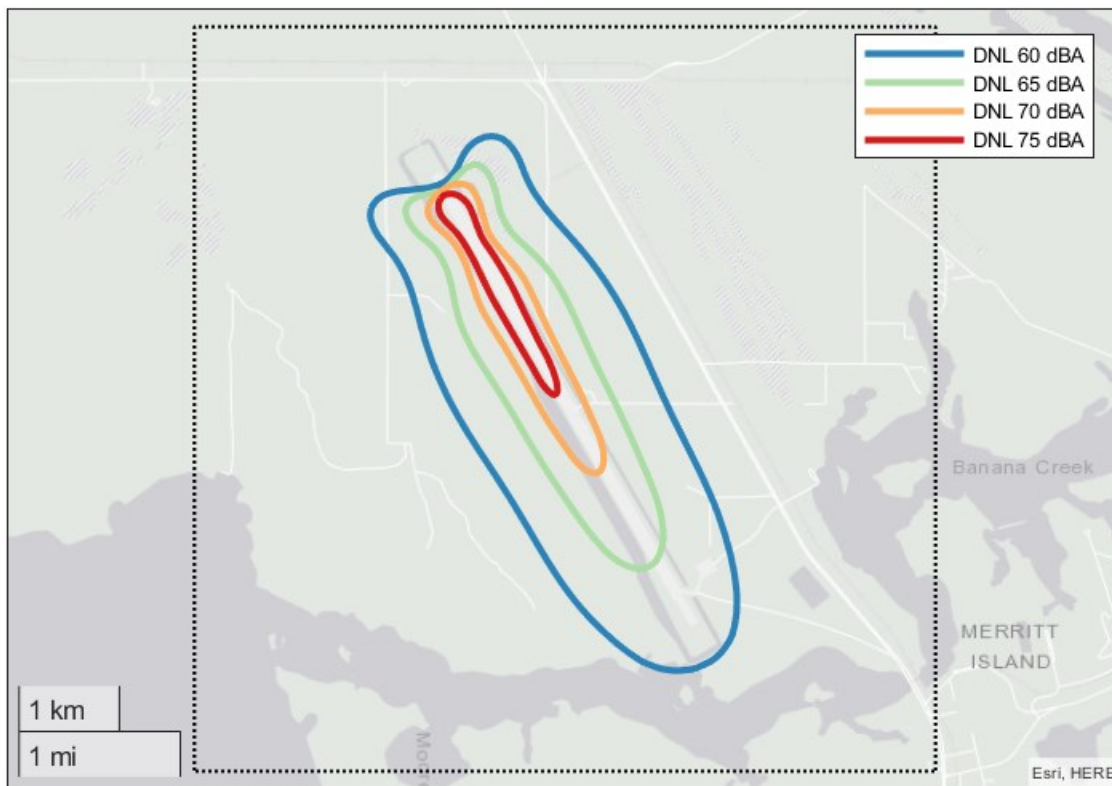 DNL 60 dBA
DNL 65 dBA
DNL 70 dBA
DNL 75 dBA
Banana Creek
MERRITT
ISLAND
1 km
1 mi
Esri, HERE